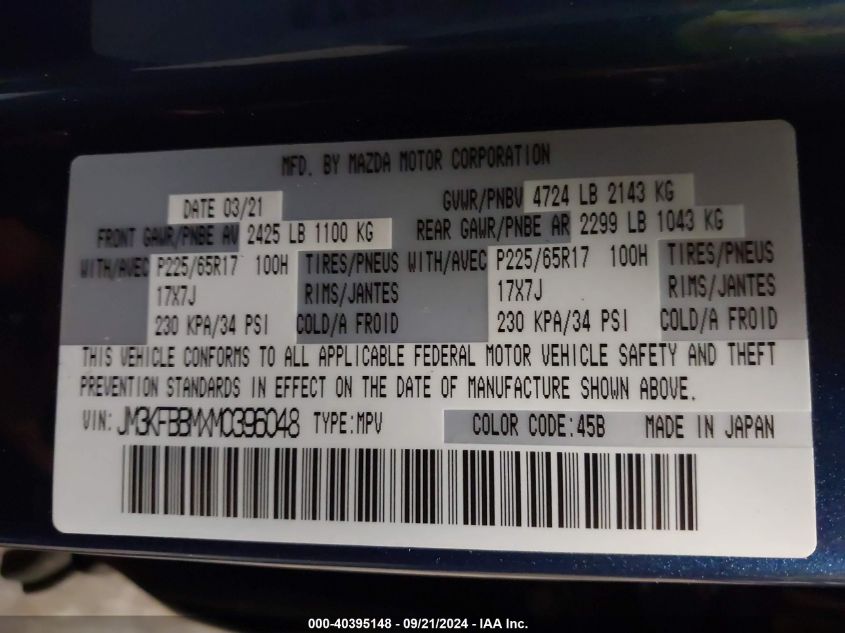 MFD. BY MAZDA MOTOR CORPORATION
DATE 03/21 GVWR/PNBV 4724 LB 2143 KG
FRONT GAWR/PNBE AV 2425 LB 1100 KG REAR GAWR/PNBE AR 2299 LB 1043 KG
WITH/AVEC P225/65R17 100H TIRES/PNEUS WITH/AVEC P225/65R17 100H TIRES/PNEUS
17X7J RIMS/JANTES 17X7J RIMS/JANTES
230 KPA/34 PSI COLD/A FROID 230 KPA/34 PSI COLD/A FROID
THIS VEHICLE CONFORMS TO ALL APPLICABLE FEDERAL MOTOR VEHICLE SAFETY AND THEFT
PREVENTION STANDARDS IN EFFECT ON THE DATE OF MANUFACTURE SHOWN ABOVE.
VIN: JM3KFBBMXM0396048 TYPE:MPV COLOR CODE:45B MADE IN JAPAN
000-40395148 - 09/21/2024 - IAA Inc.